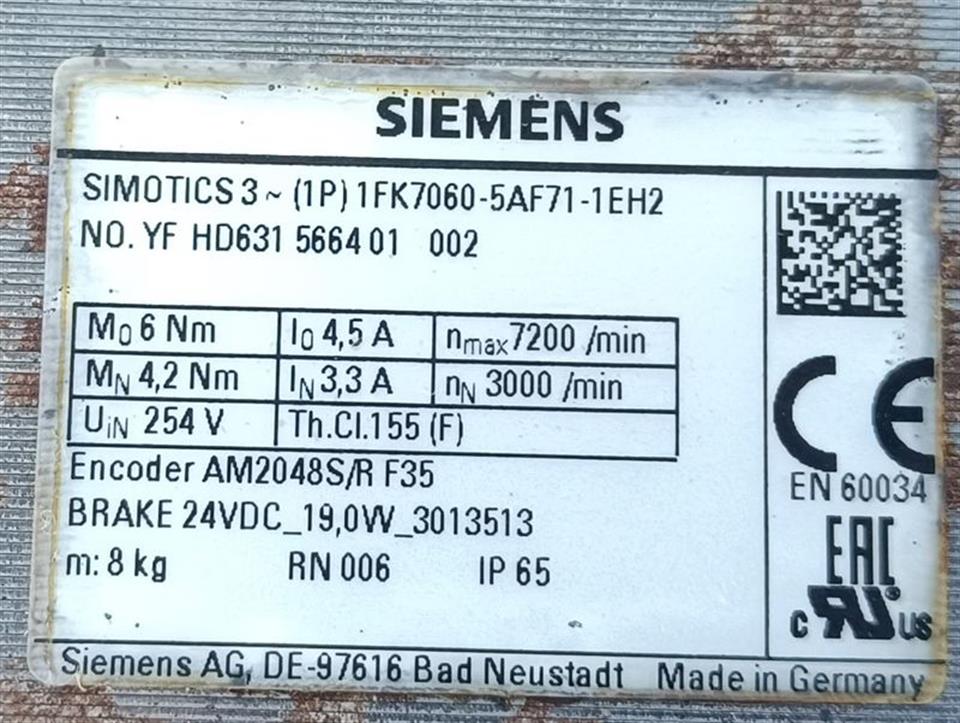 SIEMENS
SIMOTICS 3 ~ (1P) 1FK7060-5AF71-1EH2
NO. YF HD631 5664 01 002
M0 6 Nm I0 4,5 A nmax 7200 /min
MN 4,2 Nm IN 3,3 A nN 3000 /min
UiN 254 V Th.Cl.155 (F)
Encoder AM2048S/R F35
BRAKE 24VDC_19,0W_3013513
m: 8 kg RN 006 IP 65
CE
EN 60034
EAC
c RU us
Siemens AG, DE-97616 Bad Neustadt Made in Germany